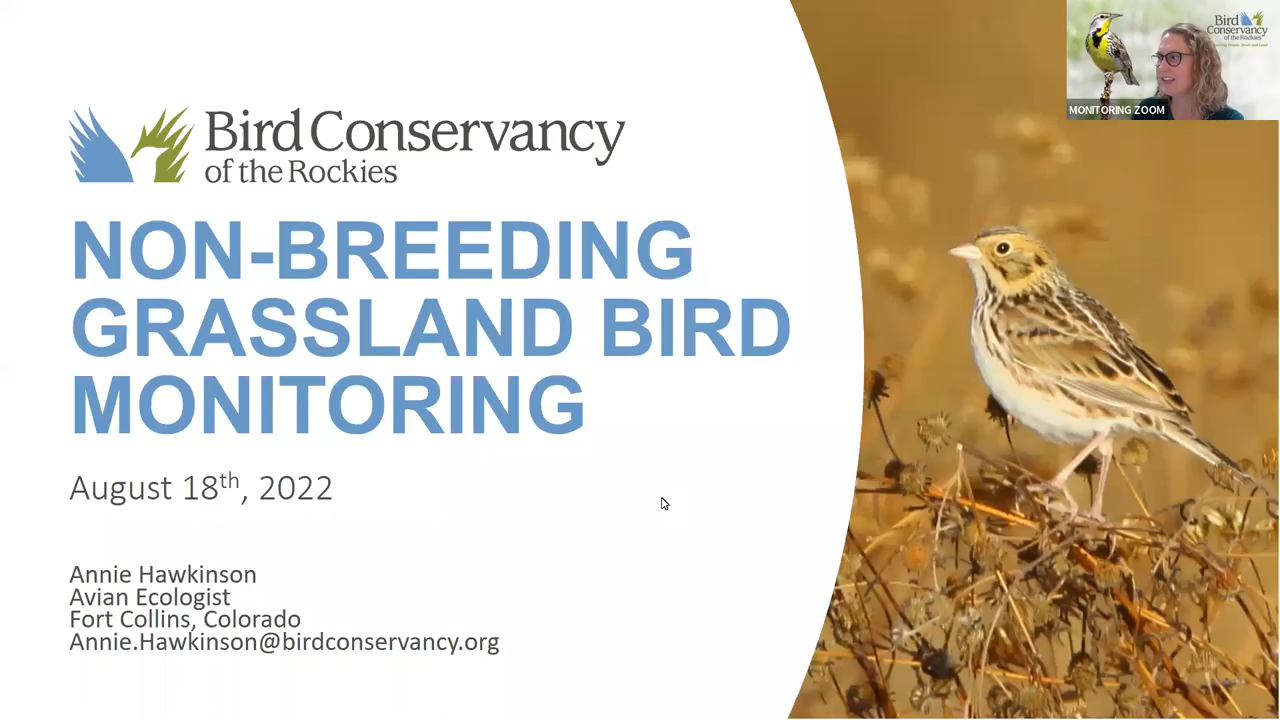 Bird Conservancy
of the Rockies
NON-BREEDING
GRASSLAND BIRD
MONITORING
August 18th, 2022
Annie Hawkinson
Avian Ecologist
Fort Collins, Colorado
Annie.Hawkinson@birdconservancy.org
Bird
Conservancy
of the Rockies
MONITORING ZOOM